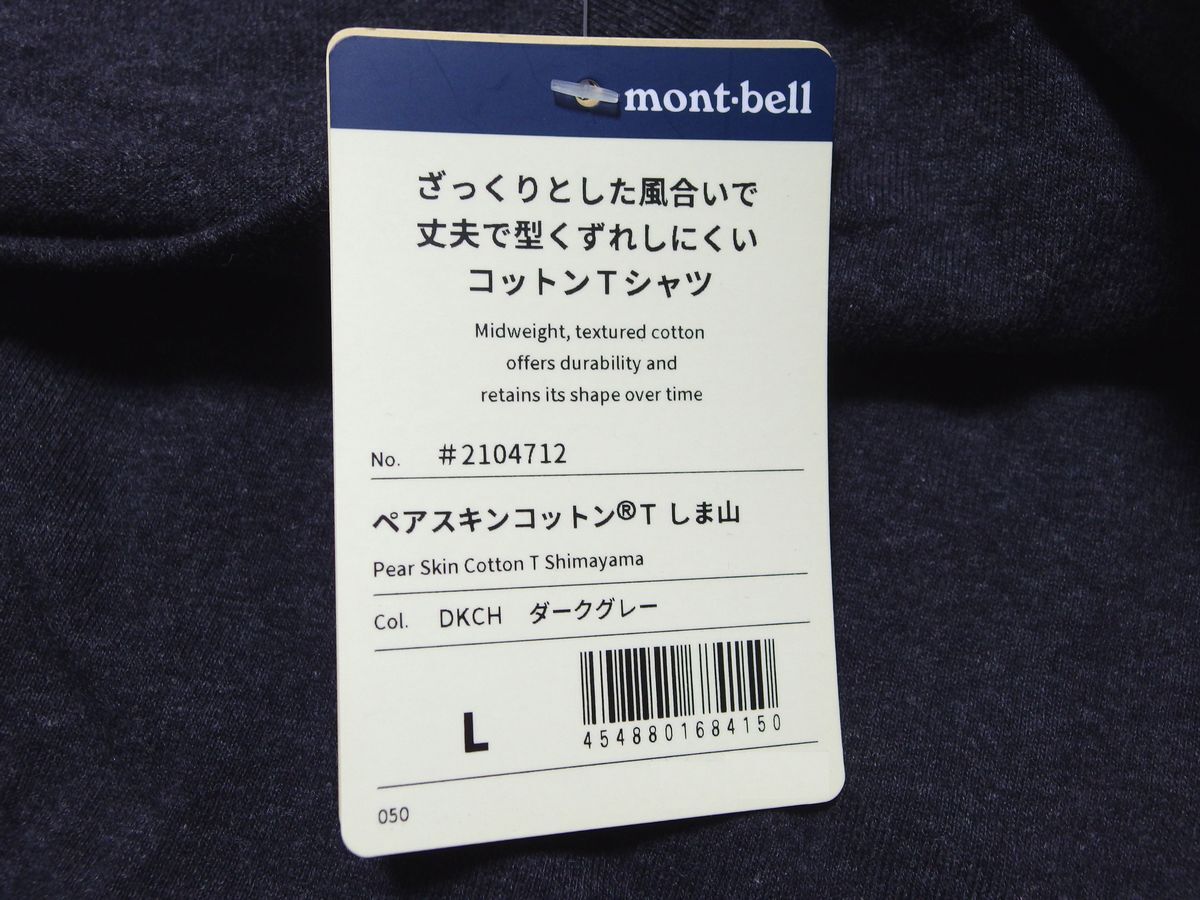 mont·bell
ざっくりとした風合いで
丈夫で型くずれしにくい
コットンTシャツ
Midweight, textured cotton
offers durability and
retains its shape over time
No. #2104712
ペアスキンコットン®T しま山
Pear Skin Cotton T Shimayama
Col. DKCH ダークグレー
L
4548801684150
050